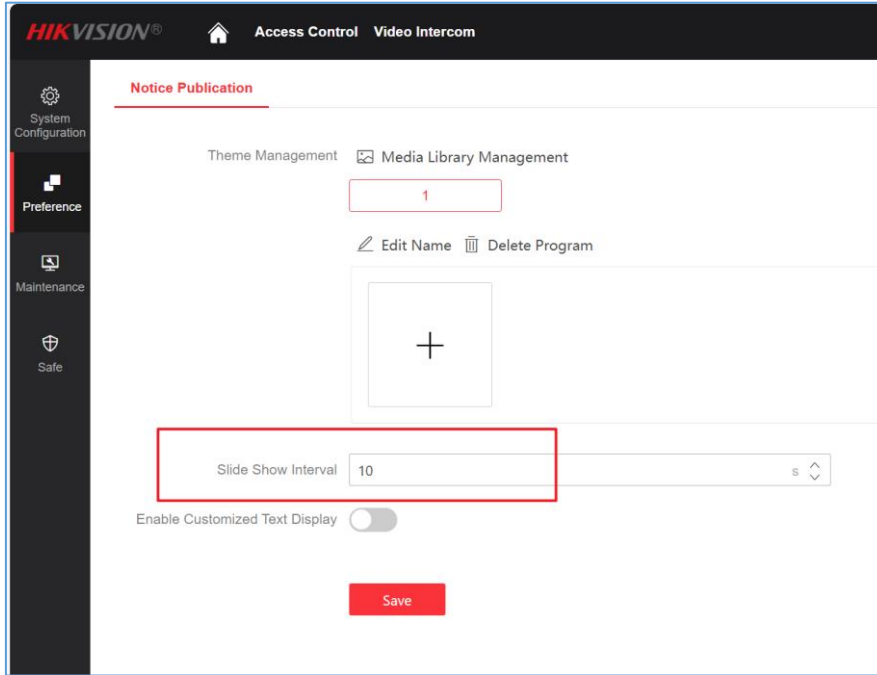 HIKVISION®
Access Control Video Intercom
System
Configuration
Preference
Maintenance
Safe
Notice Publication
Theme Management
Media Library Management
1
Edit Name
Delete Program
Slide Show Interval
10
s
Enable Customized Text Display
Save